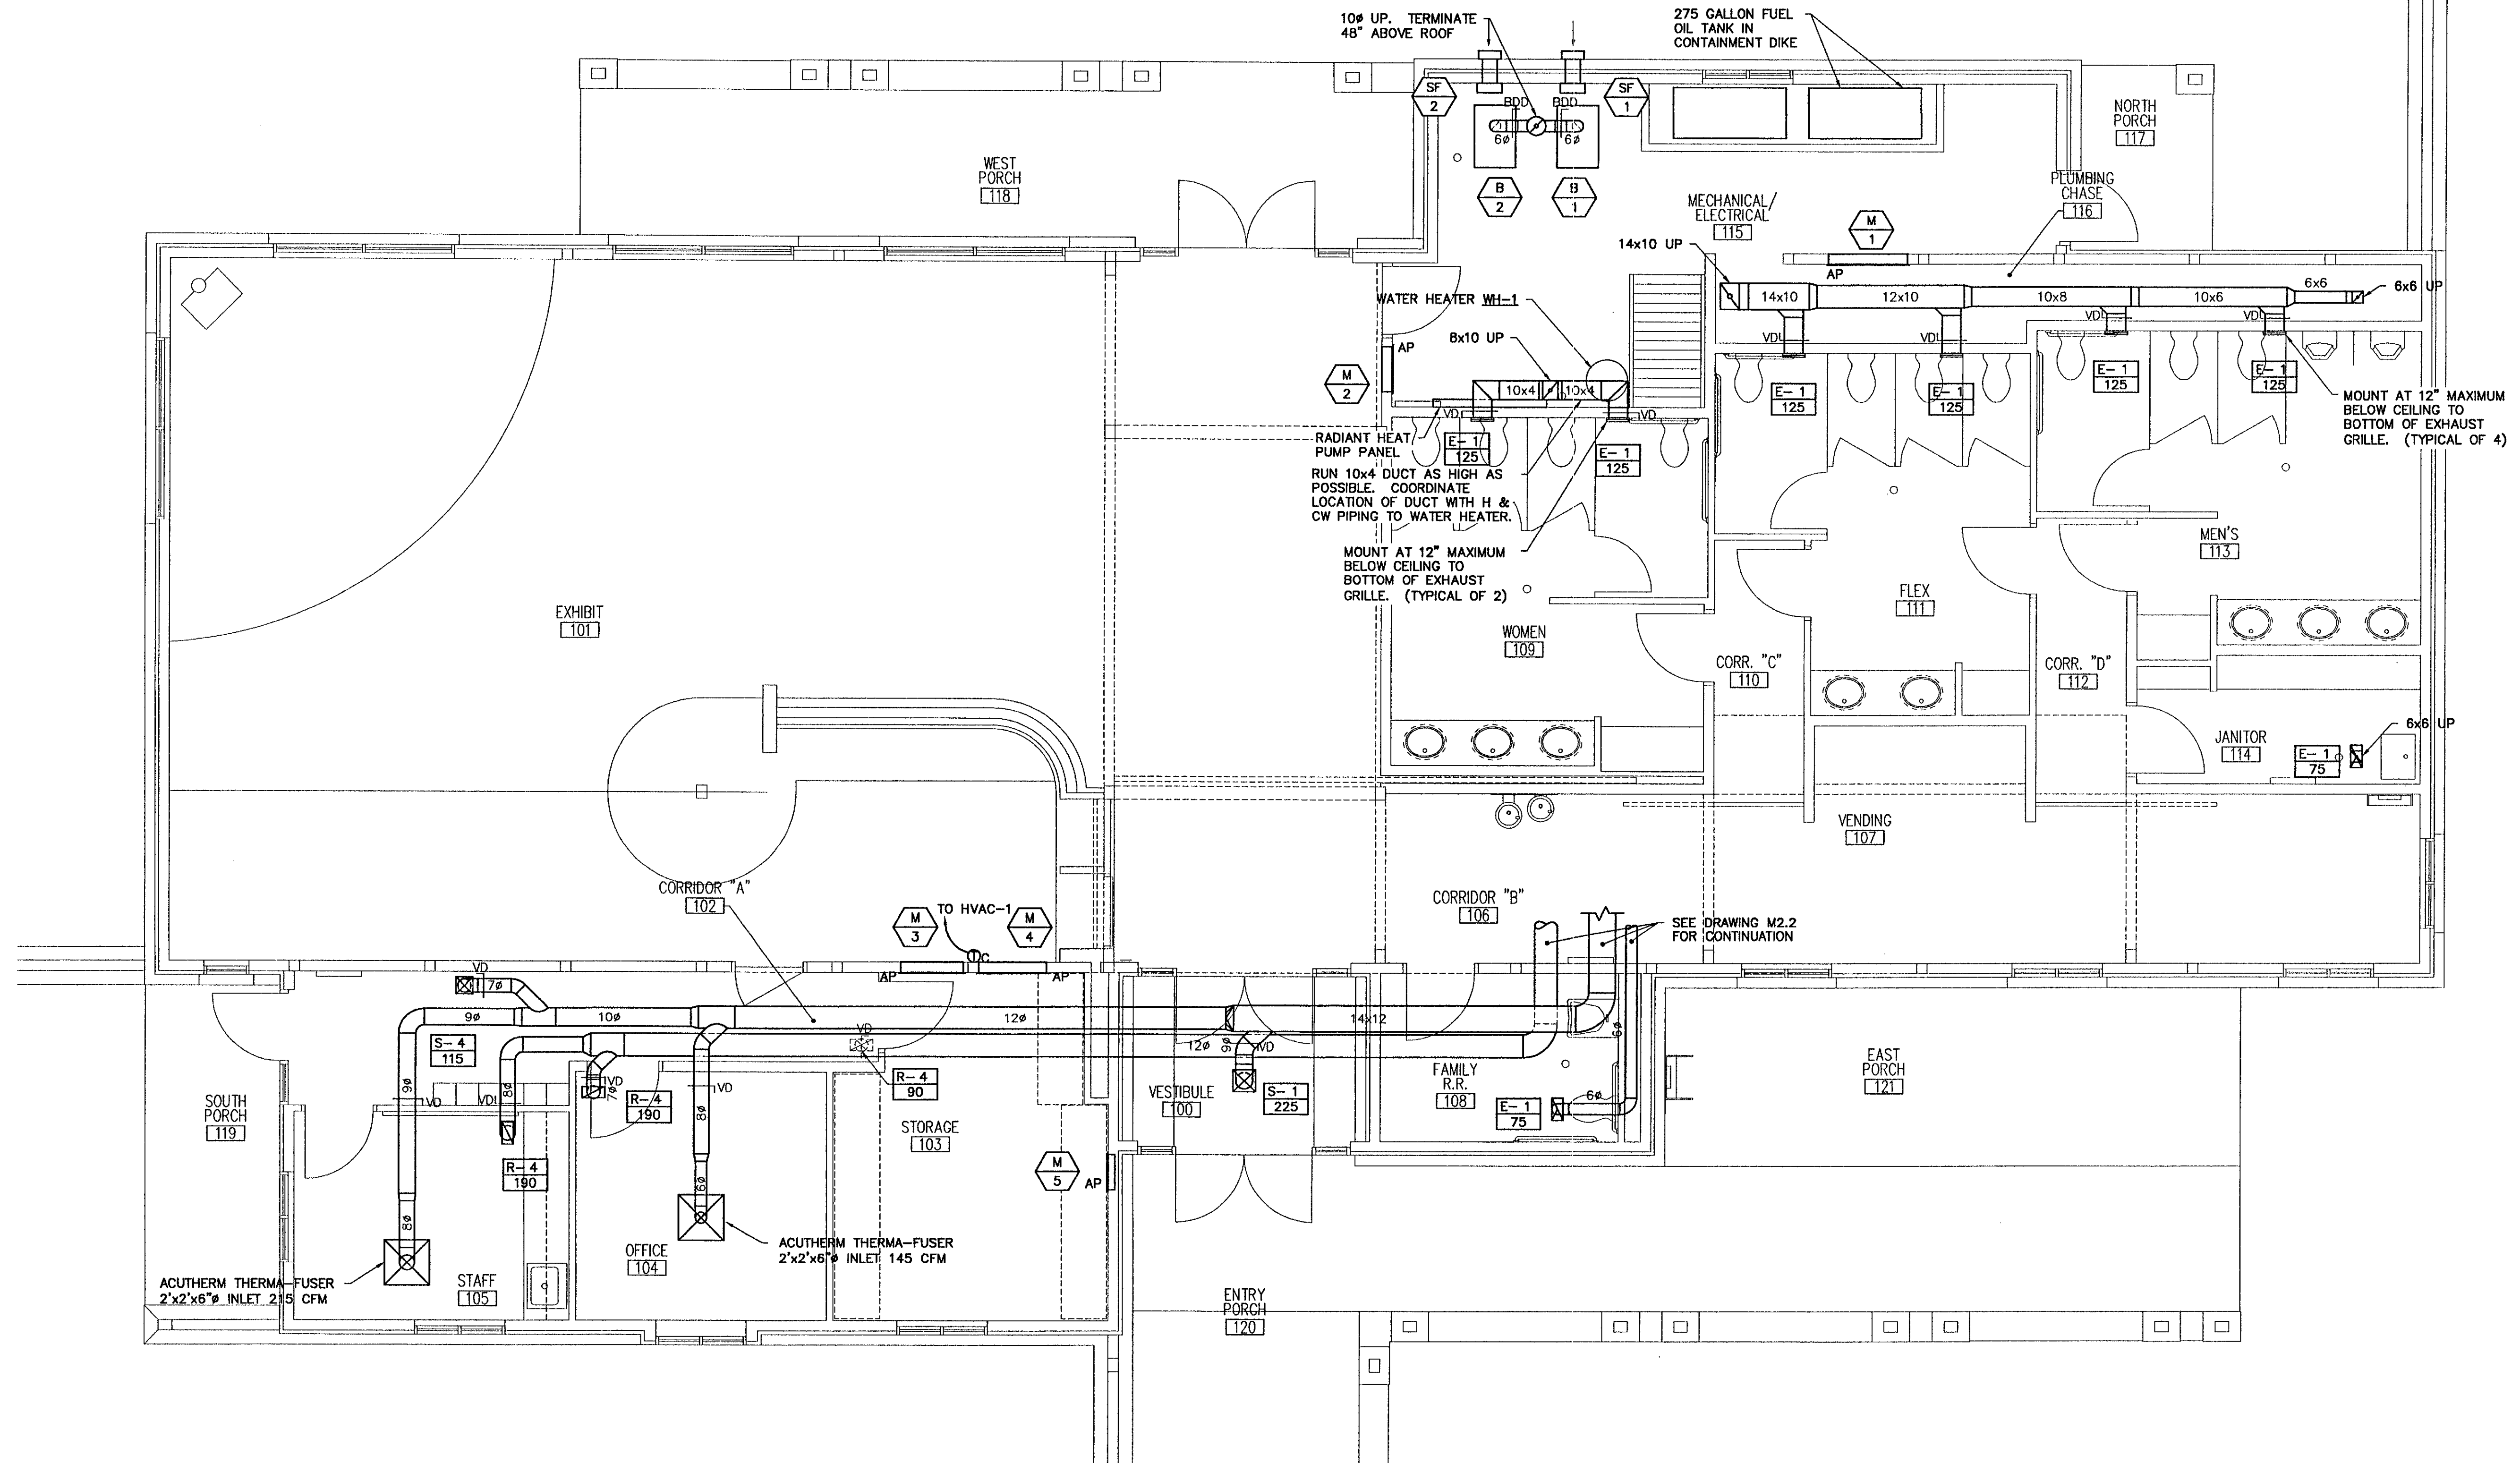 10ø UP. TERMINATE
48" ABOVE ROOF
275 GALLON FUEL
OIL TANK IN
CONTAINMENT DIKE
SF
2
BDD
BDD
SF
1
6ø
6ø
NORTH
PORCH
117
WEST
PORCH
118
B
2
B
1
MECHANICAL/
ELECTRICAL
115
PLUMBING
CHASE
116
M
1
14x10 UP
AP
14x10
12x10
10x8
10x6
6x6
6x6 UP
VD
VD
VD
VD
WATER HEATER WH-1
8x10 UP
AP
M
2
10x4
10x4
VD
VD
E-1
125
E-1
125
E-1
125
E-1
125
MOUNT AT 12" MAXIMUM
BELOW CEILING TO
BOTTOM OF EXHAUST
GRILLE. (TYPICAL OF 4)
RADIANT HEAT
PUMP PANEL
E-1
125
E-1
125
RUN 10x4 DUCT AS HIGH AS
POSSIBLE. COORDINATE
LOCATION OF DUCT WITH H &
CW PIPING TO WATER HEATER.
MOUNT AT 12" MAXIMUM
BELOW CEILING TO
BOTTOM OF EXHAUST
GRILLE. (TYPICAL OF 2)
MEN'S
113
EXHIBIT
101
FLEX
111
WOMEN
109
CORR. "C"
110
CORR. "D"
112
6x6 UP
JANITOR
114
E-1
75
VENDING
107
CORRIDOR "A"
102
CORRIDOR "B"
106
M
3
TO HVAC-1
M
4
C
SEE DRAWING M2.2
FOR CONTINUATION
VD
7ø
AP
AP
9ø
10ø
12ø
14x12
VD
12ø
9ø
VD
6ø
S-4
115
9ø
VD
8ø
VD
VD
7ø
R-4
190
VD
8ø
R-4
90
VESTIBULE
100
S-1
225
FAMILY
R.R.
108
6ø
E-1
75
EAST
PORCH
121
SOUTH
PORCH
119
STORAGE
103
R-4
190
6ø
M
5
AP
8ø
ACUTHERM THERMA-FUSER
2'x2'x6"ø INLET 145 CFM
OFFICE
104
ACUTHERM THERMA-FUSER
2'x2'x6"ø INLET 215 CFM
STAFF
105
ENTRY
PORCH
120